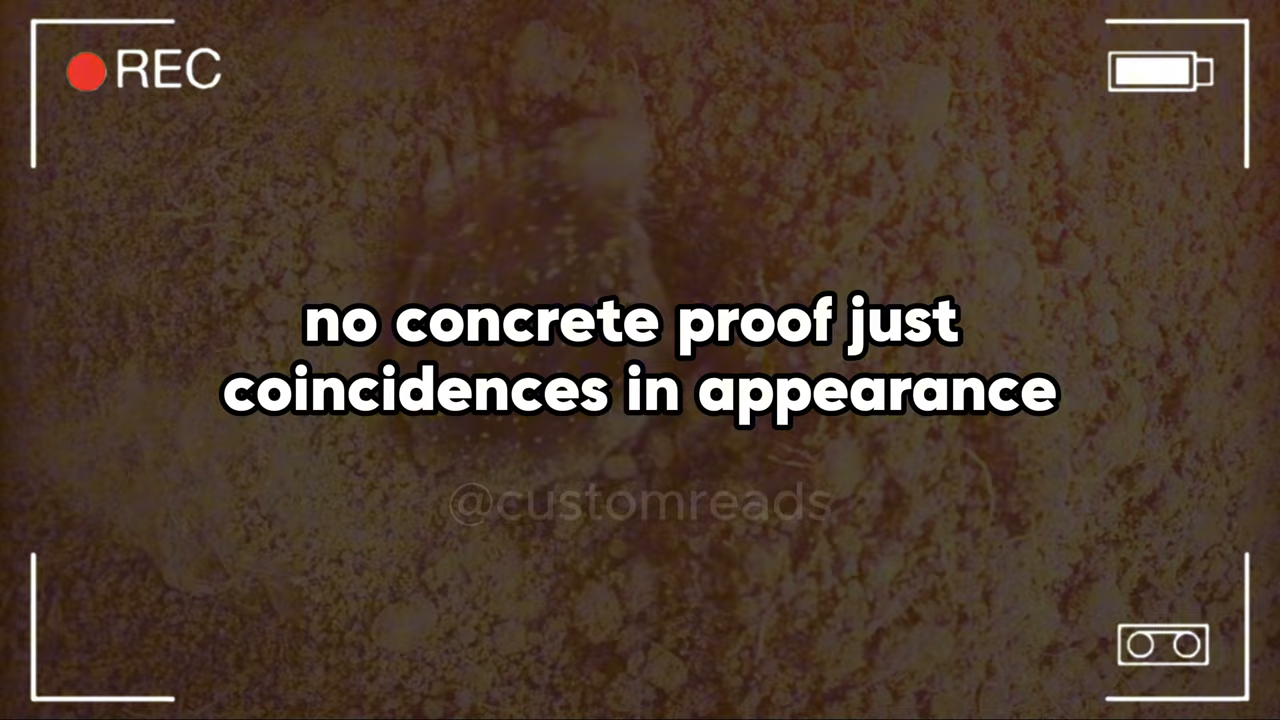 REC
no concrete proof just
coincidences in appearance
@customreads